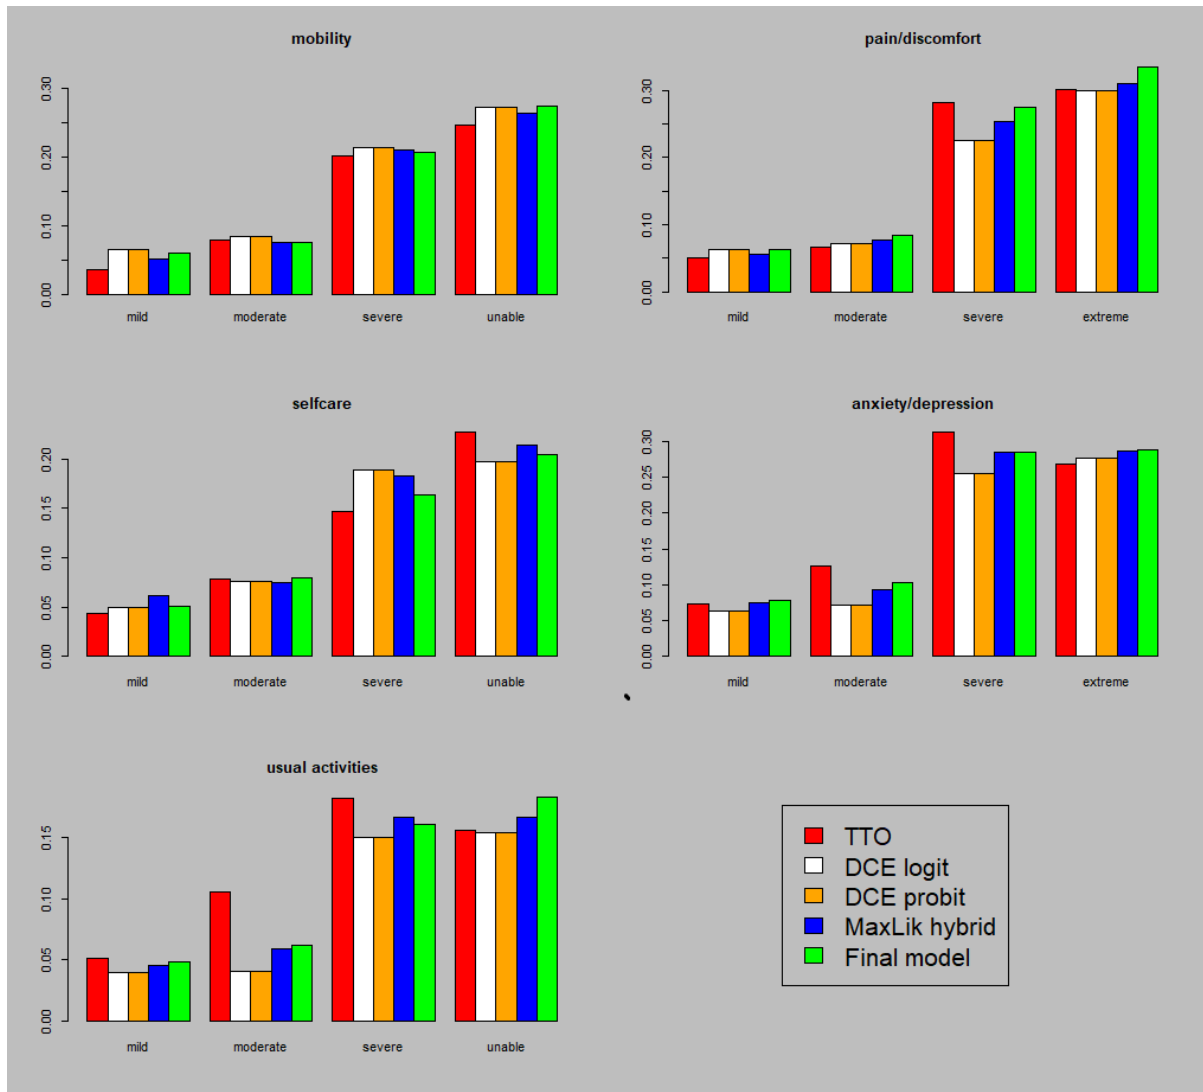 mobility
0.00 0.10 0.20 0.30
mild moderate severe unable
pain/discomfort
0.00 0.10 0.20 0.30
mild moderate severe extreme
selfcare
0.00 0.05 0.10 0.15 0.20
mild moderate severe unable
anxiety/depression
0.00 0.05 0.10 0.15 0.20 0.25 0.30
mild moderate severe extreme
usual activities
0.00 0.05 0.10 0.15
mild moderate severe unable
TTO
DCE logit
DCE probit
MaxLik hybrid
Final model